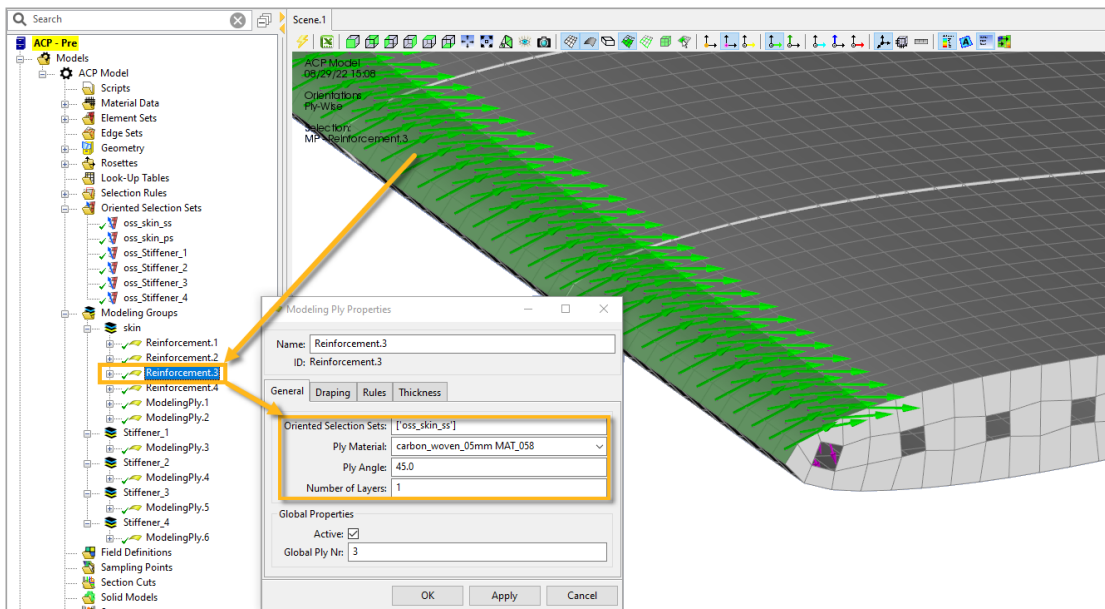 Search
ACP - Pre
Models
ACP Model
Scripts
Material Data
Element Sets
Edge Sets
Geometry
Rosettes
Look-Up Tables
Selection Rules
Oriented Selection Sets
oss_skin_ss
oss_skin_ps
oss_Stiffener_1
oss_Stiffener_2
oss_Stiffener_3
oss_Stiffener_4
Modeling Groups
skin
Reinforcement.1
Reinforcement.2
Reinforcement.3
Reinforcement.4
ModelingPly.1
ModelingPly.2
Stiffener_1
ModelingPly.3
Stiffener_2
ModelingPly.4
Stiffener_3
ModelingPly.5
Stiffener_4
ModelingPly.6
Field Definitions
Sampling Points
Section Cuts
Solid Models
Scene.1
ACP Model
08/29/22 15:08
Orientations
Ply-Wise
Selection:
MP - Reinforcement.3
Modeling Ply Properties
Name: Reinforcement.3
ID: Reinforcement.3
General Draping Rules Thickness
Oriented Selection Sets: ['oss_skin_ss']
Ply Material: carbon_woven_05mm MAT_058
Ply Angle: 45.0
Number of Layers: 1
Global Properties
Active:
Global Ply Nr: 3
OK Apply Cancel